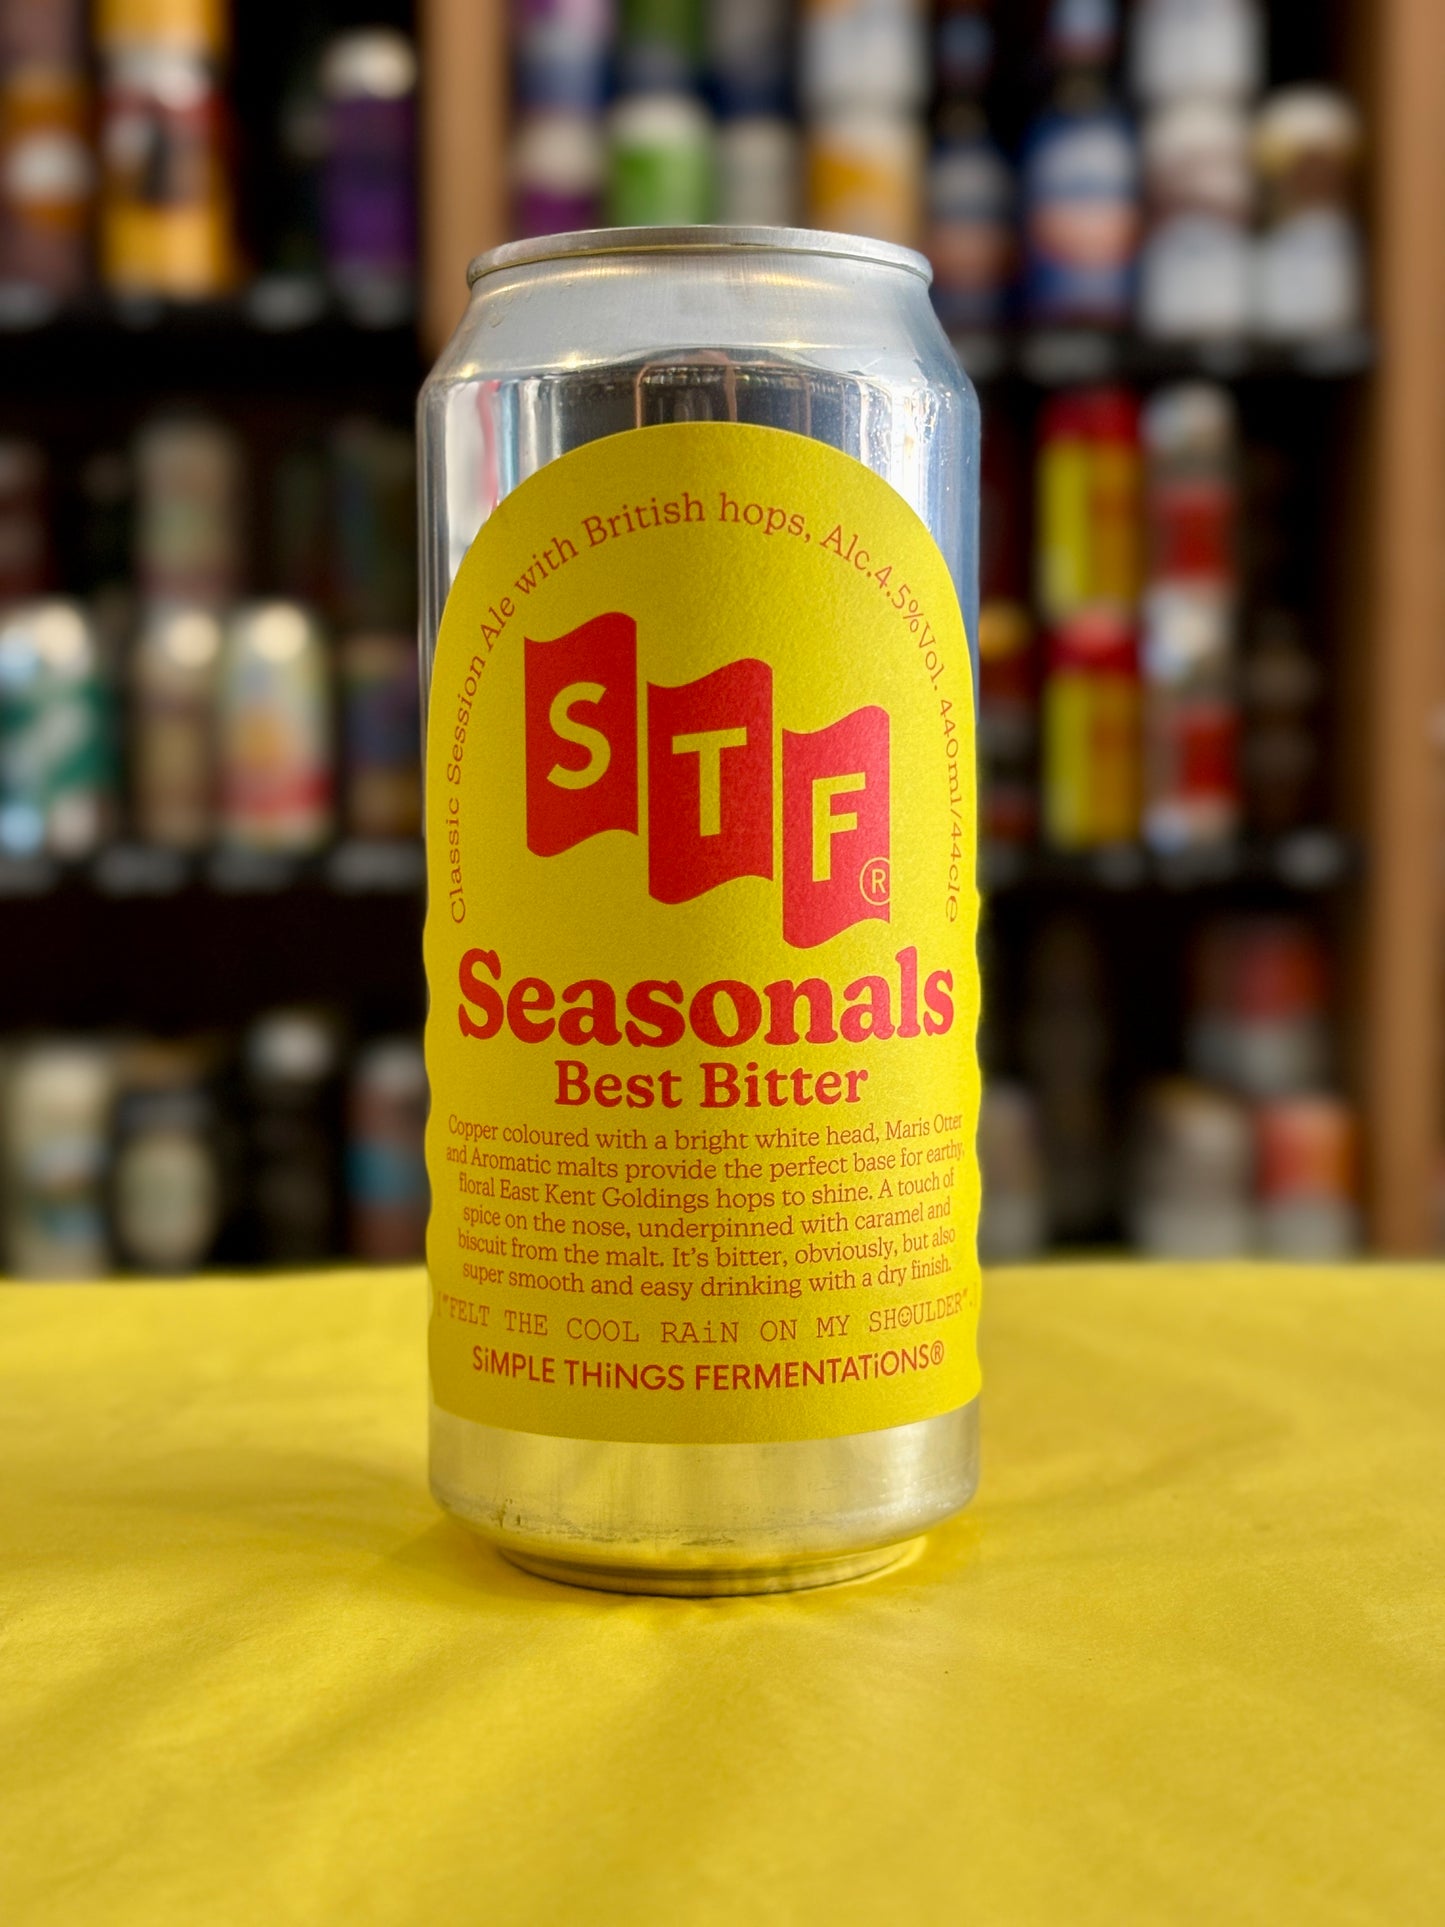 Classic Session Ale with British hops, Alc.4.5%Vol. 440ml/44cle
S T F ®
Seasonals
Best Bitter
Copper coloured with a bright white head, Maris Otter
and Aromatic malts provide the perfect base for earthy,
floral East Kent Goldings hops to shine. A touch of
spice on the nose, underpinned with caramel and
biscuit from the malt. It's bitter, obviously, but also
super smooth and easy drinking with a dry finish.
["FELT THE COOL RAiN ON MY SH☺ULDER".]
SiMPLE THiNGS FERMENTATiONS®